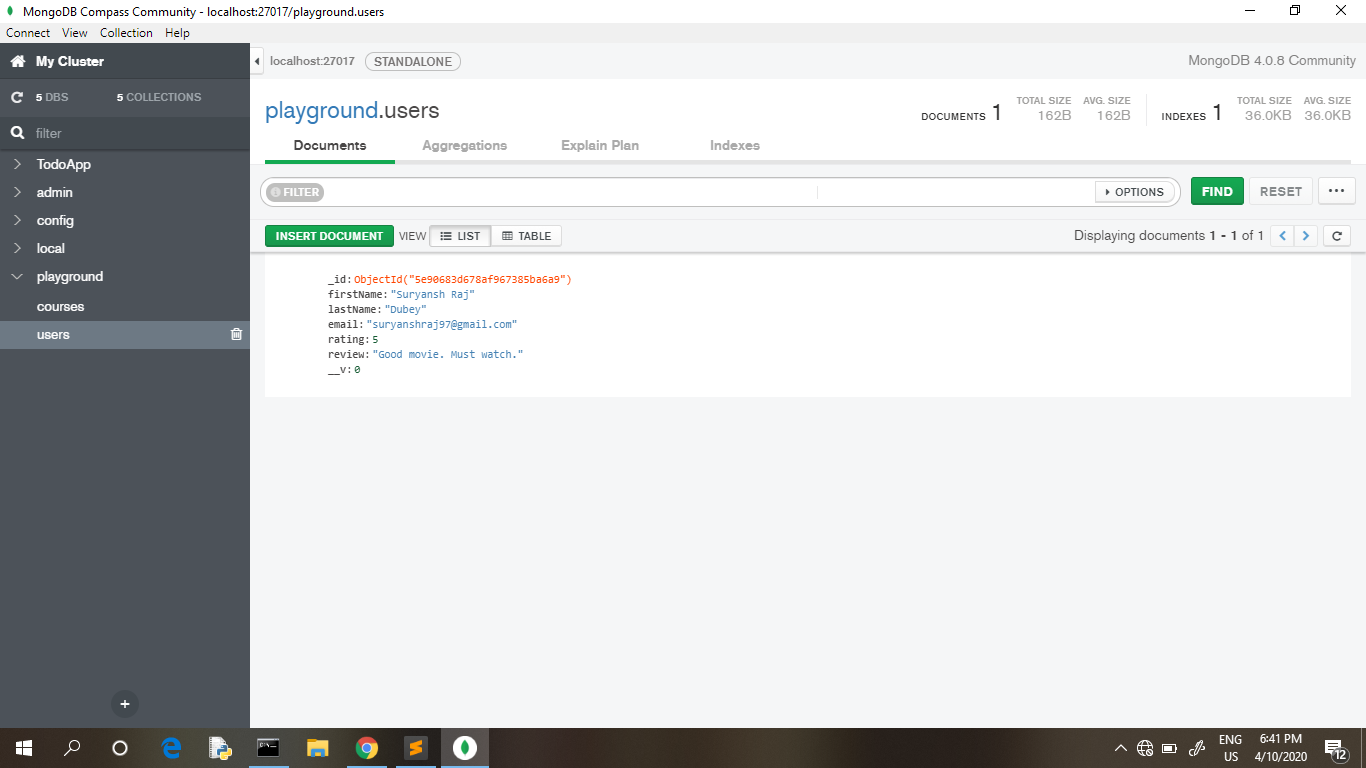 MongoDB Compass Community - localhost:27017/playground.users
Connect View Collection Help
My Cluster
localhost:27017 STANDALONE
MongoDB 4.0.8 Community
5 DBS 5 COLLECTIONS
filter
TodoApp
admin
config
local
playground
courses
users
playground.users
DOCUMENTS 1 TOTAL SIZE 162B AVG. SIZE 162B INDEXES 1 TOTAL SIZE 36.0KB AVG. SIZE 36.0KB
Documents Aggregations Explain Plan Indexes
FILTER OPTIONS FIND RESET ...
INSERT DOCUMENT VIEW LIST TABLE Displaying documents 1 - 1 of 1
_id: ObjectId("5e90683d678af967385ba6a9")
firstName: "Suryansh Raj"
lastName: "Dubey"
email: "suryanshraj97@gmail.com"
rating: 5
review: "Good movie. Must watch."
__v: 0
ENG 6:41 PM
US 4/10/2020 12